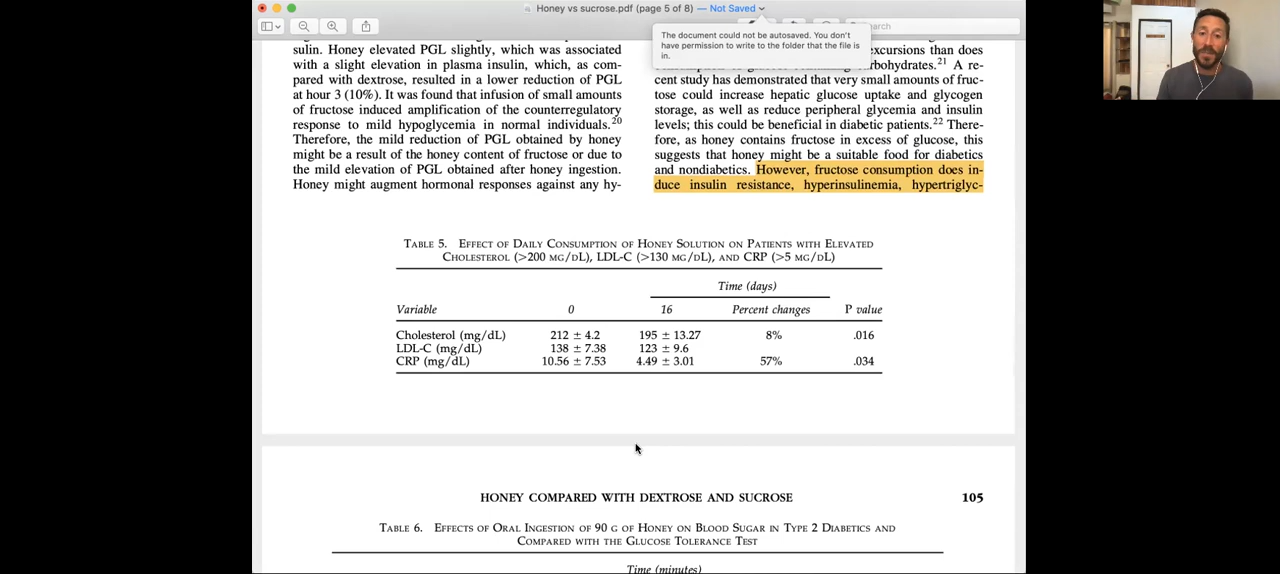 Honey vs sucrose.pdf (page 5 of 8) — Not Saved
The document could not be autosaved. You don't
have permission to write to the folder that the file is
in.
earch
sulin. Honey elevated PGL slightly, which was associated
with a slight elevation in plasma insulin, which, as com-
pared with dextrose, resulted in a lower reduction of PGL
at hour 3 (10%). It was found that infusion of small amounts
of fructose induced amplification of the counterregulatory
response to mild hypoglycemia in normal individuals.20
Therefore, the mild reduction of PGL obtained by honey
might be a result of the honey content of fructose or due to
the mild elevation of PGL obtained after honey ingestion.
Honey might augment hormonal responses against any hy-
excursions than does
rbohydrates.21 A re-
cent study has demonstrated that very small amounts of fruc-
tose could increase hepatic glucose uptake and glycogen
storage, as well as reduce peripheral glycemia and insulin
levels; this could be beneficial in diabetic patients.22 There-
fore, as honey contains fructose in excess of glucose, this
suggests that honey might be a suitable food for diabetics
and nondiabetics. However, fructose consumption does in-
duce insulin resistance, hyperinsulinemia, hypertriglyc-
Table 5. Effect of Daily Consumption of Honey Solution on Patients with Elevated
Cholesterol (>200 mg/dL), LDL-C (>130 mg/dL), and CRP (>5 mg/dL)
Time (days)
Variable 0 16 Percent changes P value
Cholesterol (mg/dL) 212 ± 4.2 195 ± 13.27 8% .016
LDL-C (mg/dL) 138 ± 7.38 123 ± 9.6
CRP (mg/dL) 10.56 ± 7.53 4.49 ± 3.01 57% .034
HONEY COMPARED WITH DEXTROSE AND SUCROSE 105
Table 6. Effects of Oral Ingestion of 90 g of Honey on Blood Sugar in Type 2 Diabetics and
Compared with the Glucose Tolerance Test
Time (minutes)